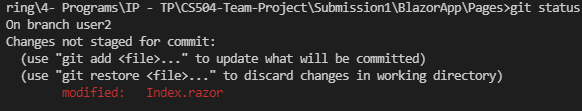 ring\4- Programs\IP - TP\CS504-Team-Project\Submission1\BlazorApp\Pages>git status
On branch user2
Changes not staged for commit:
(use "git add <file>..." to update what will be committed)
(use "git restore <file>..." to discard changes in working directory)
modified: Index.razor